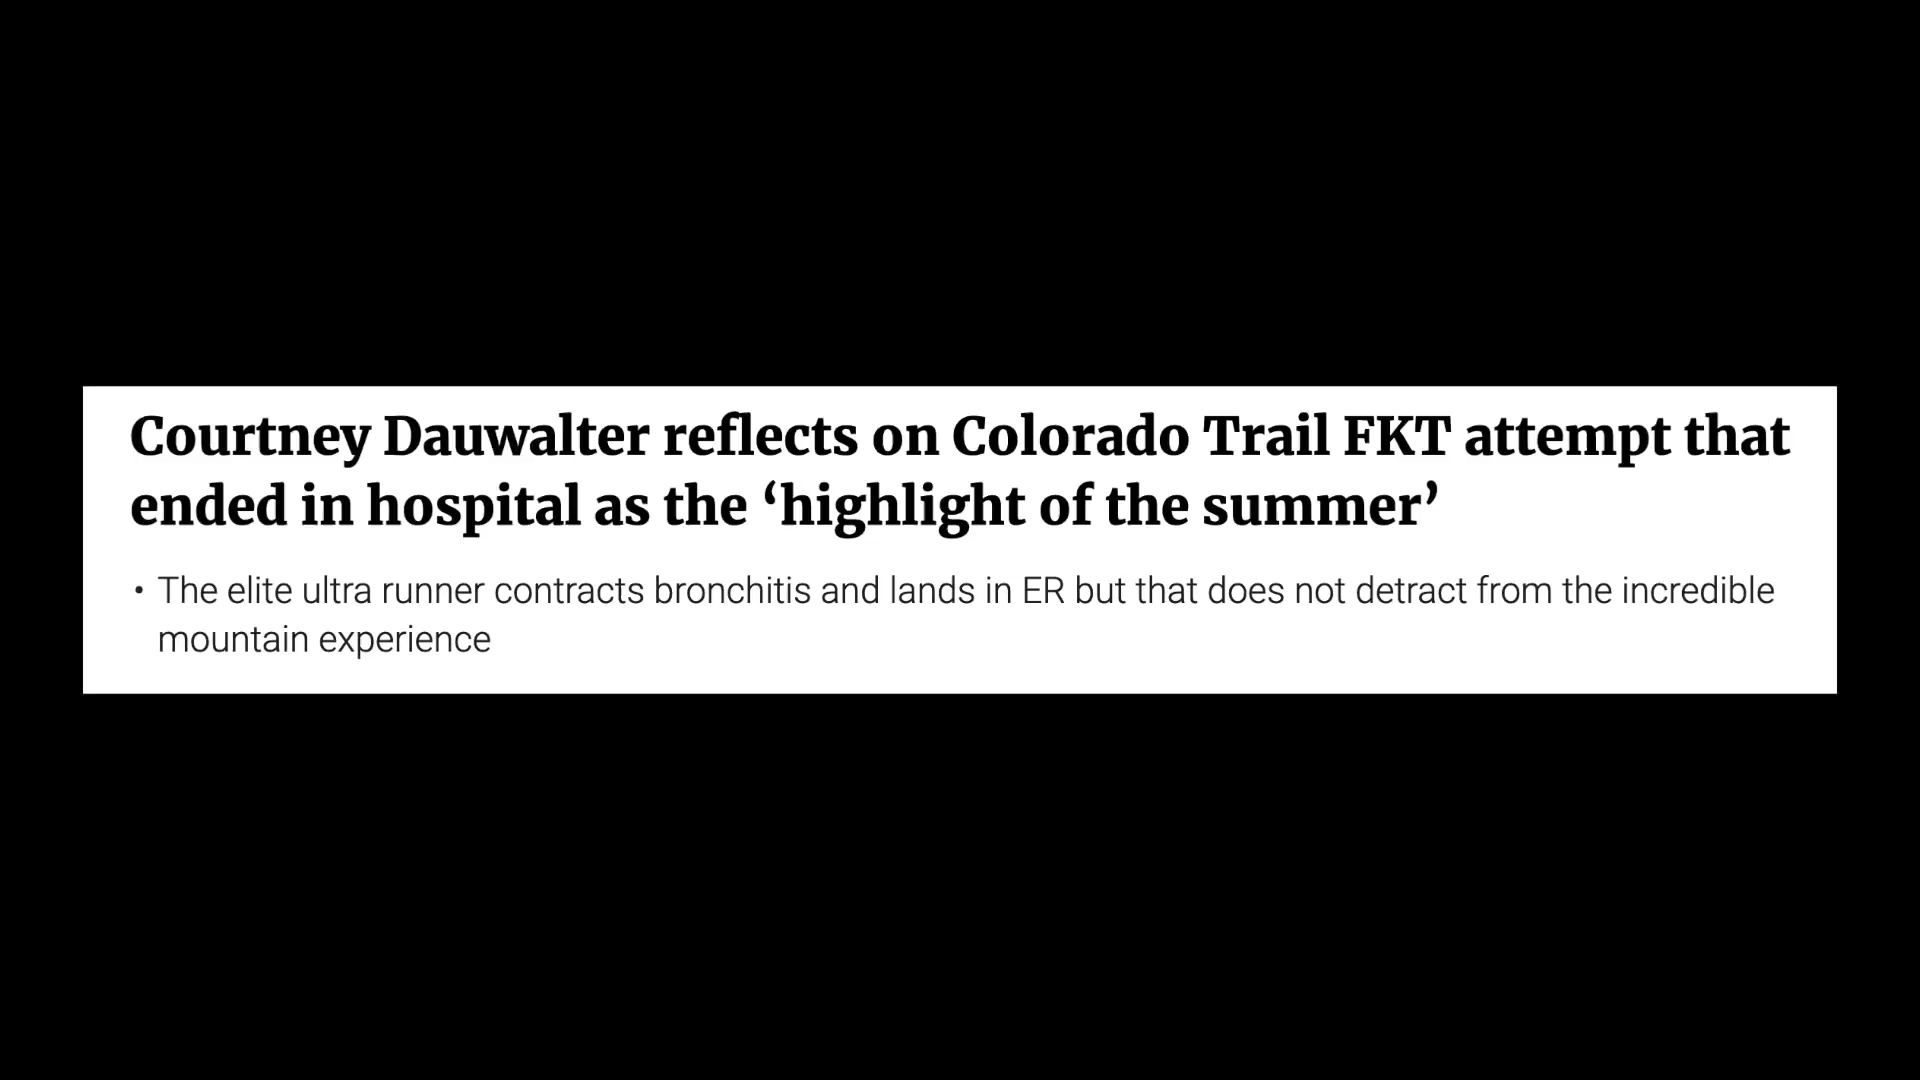 Courtney Dauwalter reflects on Colorado Trail FKT attempt that
ended in hospital as the ‘highlight of the summer’
• The elite ultra runner contracts bronchitis and lands in ER but that does not detract from the incredible
mountain experience